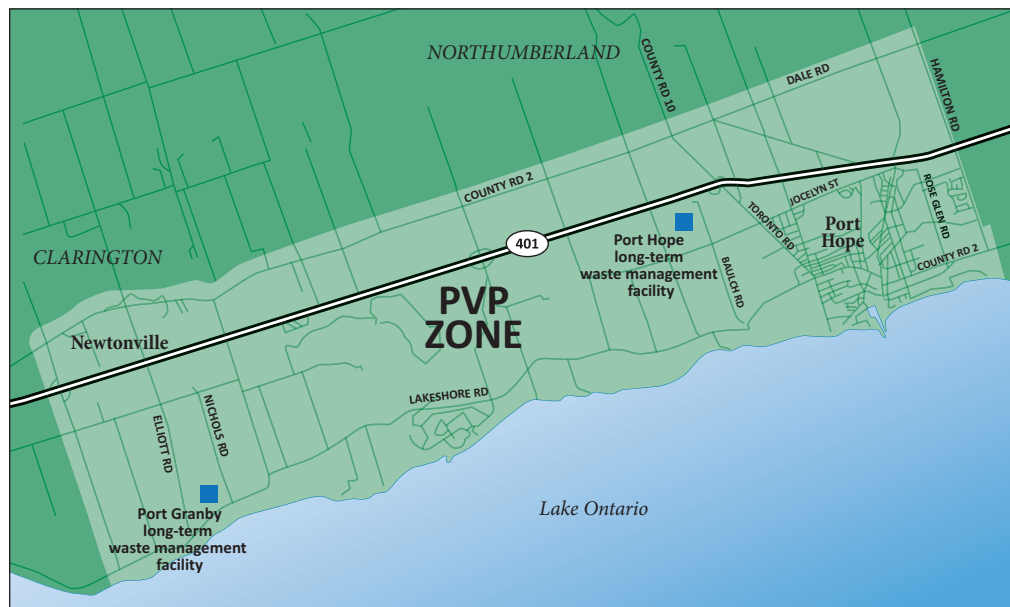 NORTHUMBERLAND
COUNTY RD 10
DALE RD
HAMILTON RD
COUNTY RD 2
JOCELYN ST
TORONTO RD
Port
Hope
ROSE GLEN RD
COUNTY RD 2
CLARINGTON
401
Port Hope
long-term
waste management
facility
BAULCH RD
PVP
ZONE
Newtonville
LAKESHORE RD
ELLIOTT RD
NICHOLS RD
Port Granby
long-term
waste management
facility
Lake Ontario